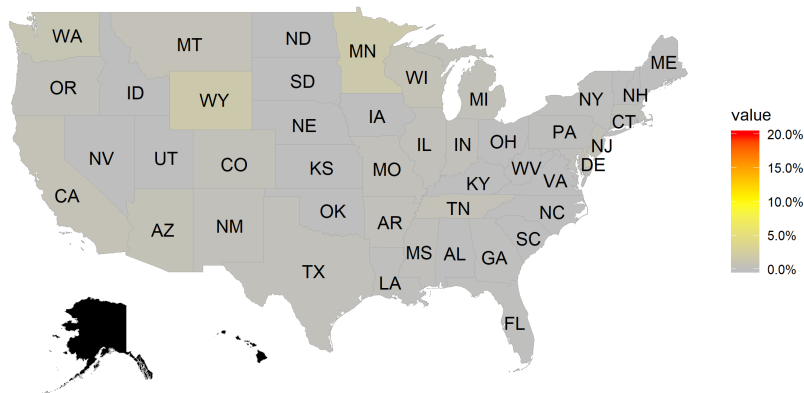 WA
MT
ND
MN
ME
OR
ID
SD
WI
MI
NY
NH
WY
CT
IA
NE
PA
NJ
NV
UT
CO
IL
IN
OH
DE
KS
MO
WV
VA
KY
CA
AZ
NM
OK
AR
TN
NC
SC
MS
AL
GA
TX
LA
FL
value
20.0%
15.0%
10.0%
5.0%
0.0%